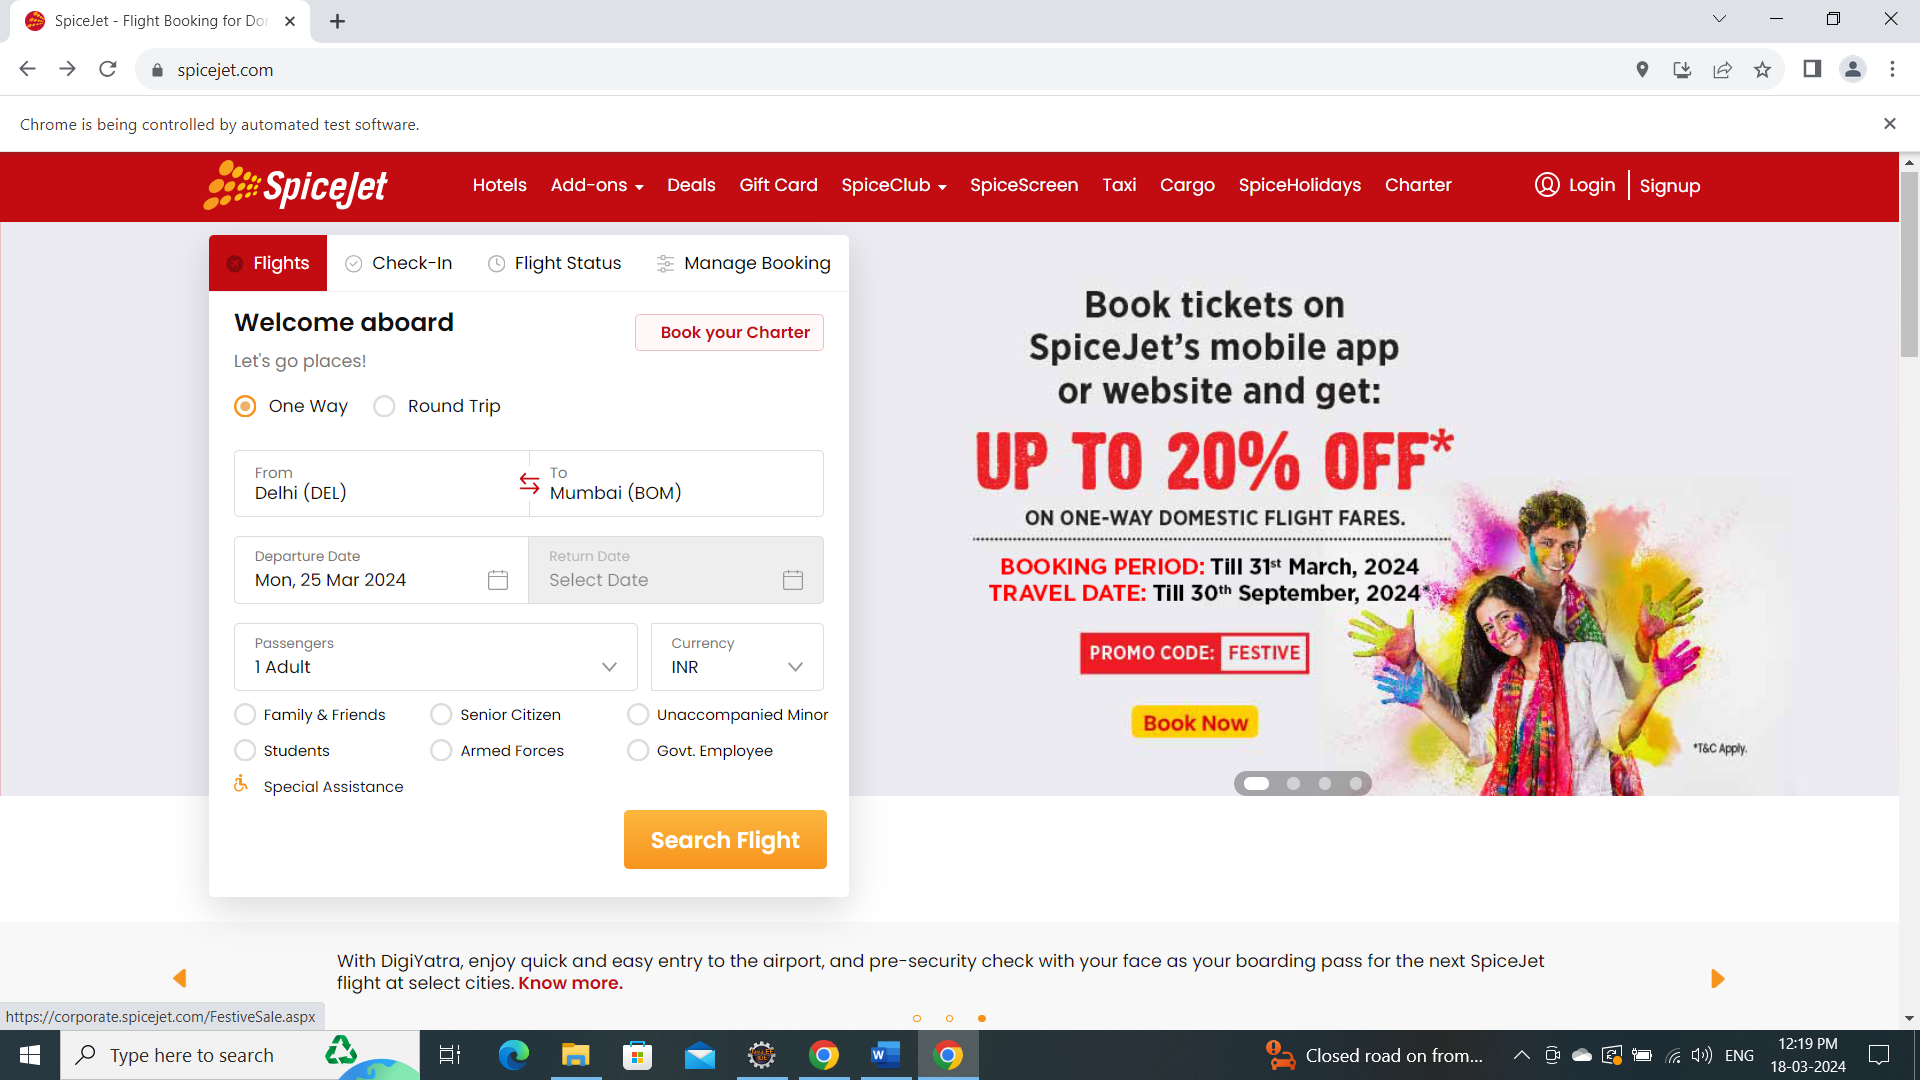 SpiceJet - Flight Booking for Do
spicejet.com
Chrome is being controlled by automated test software.
SpiceJet
Hotels Add-ons Deals Gift Card SpiceClub SpiceScreen Taxi Cargo SpiceHolidays Charter Login Signup
Flights Check-In Flight Status Manage Booking
Welcome aboard
Book your Charter
Let's go places!
One Way Round Trip
From
Delhi (DEL)
To
Mumbai (BOM)
Departure Date
Mon, 25 Mar 2024
Return Date
Select Date
Passengers
1 Adult
Currency
INR
Family & Friends Senior Citizen Unaccompanied Minor
Students Armed Forces Govt. Employee
Special Assistance
Search Flight
Book tickets on
SpiceJet's mobile app
or website and get:
UP TO 20% OFF*
ON ONE-WAY DOMESTIC FLIGHT FARES.
BOOKING PERIOD: Till 31st March, 2024
TRAVEL DATE: Till 30th September, 2024*
PROMO CODE: FESTIVE
Book Now
*T&C Apply.
With DigiYatra, enjoy quick and easy entry to the airport, and pre-security check with your face as your boarding pass for the next SpiceJet
flight at select cities. Know more.
https://corporate.spicejet.com/FestiveSale.aspx
Type here to search
Closed road on from...
ENG
12:19 PM
18-03-2024